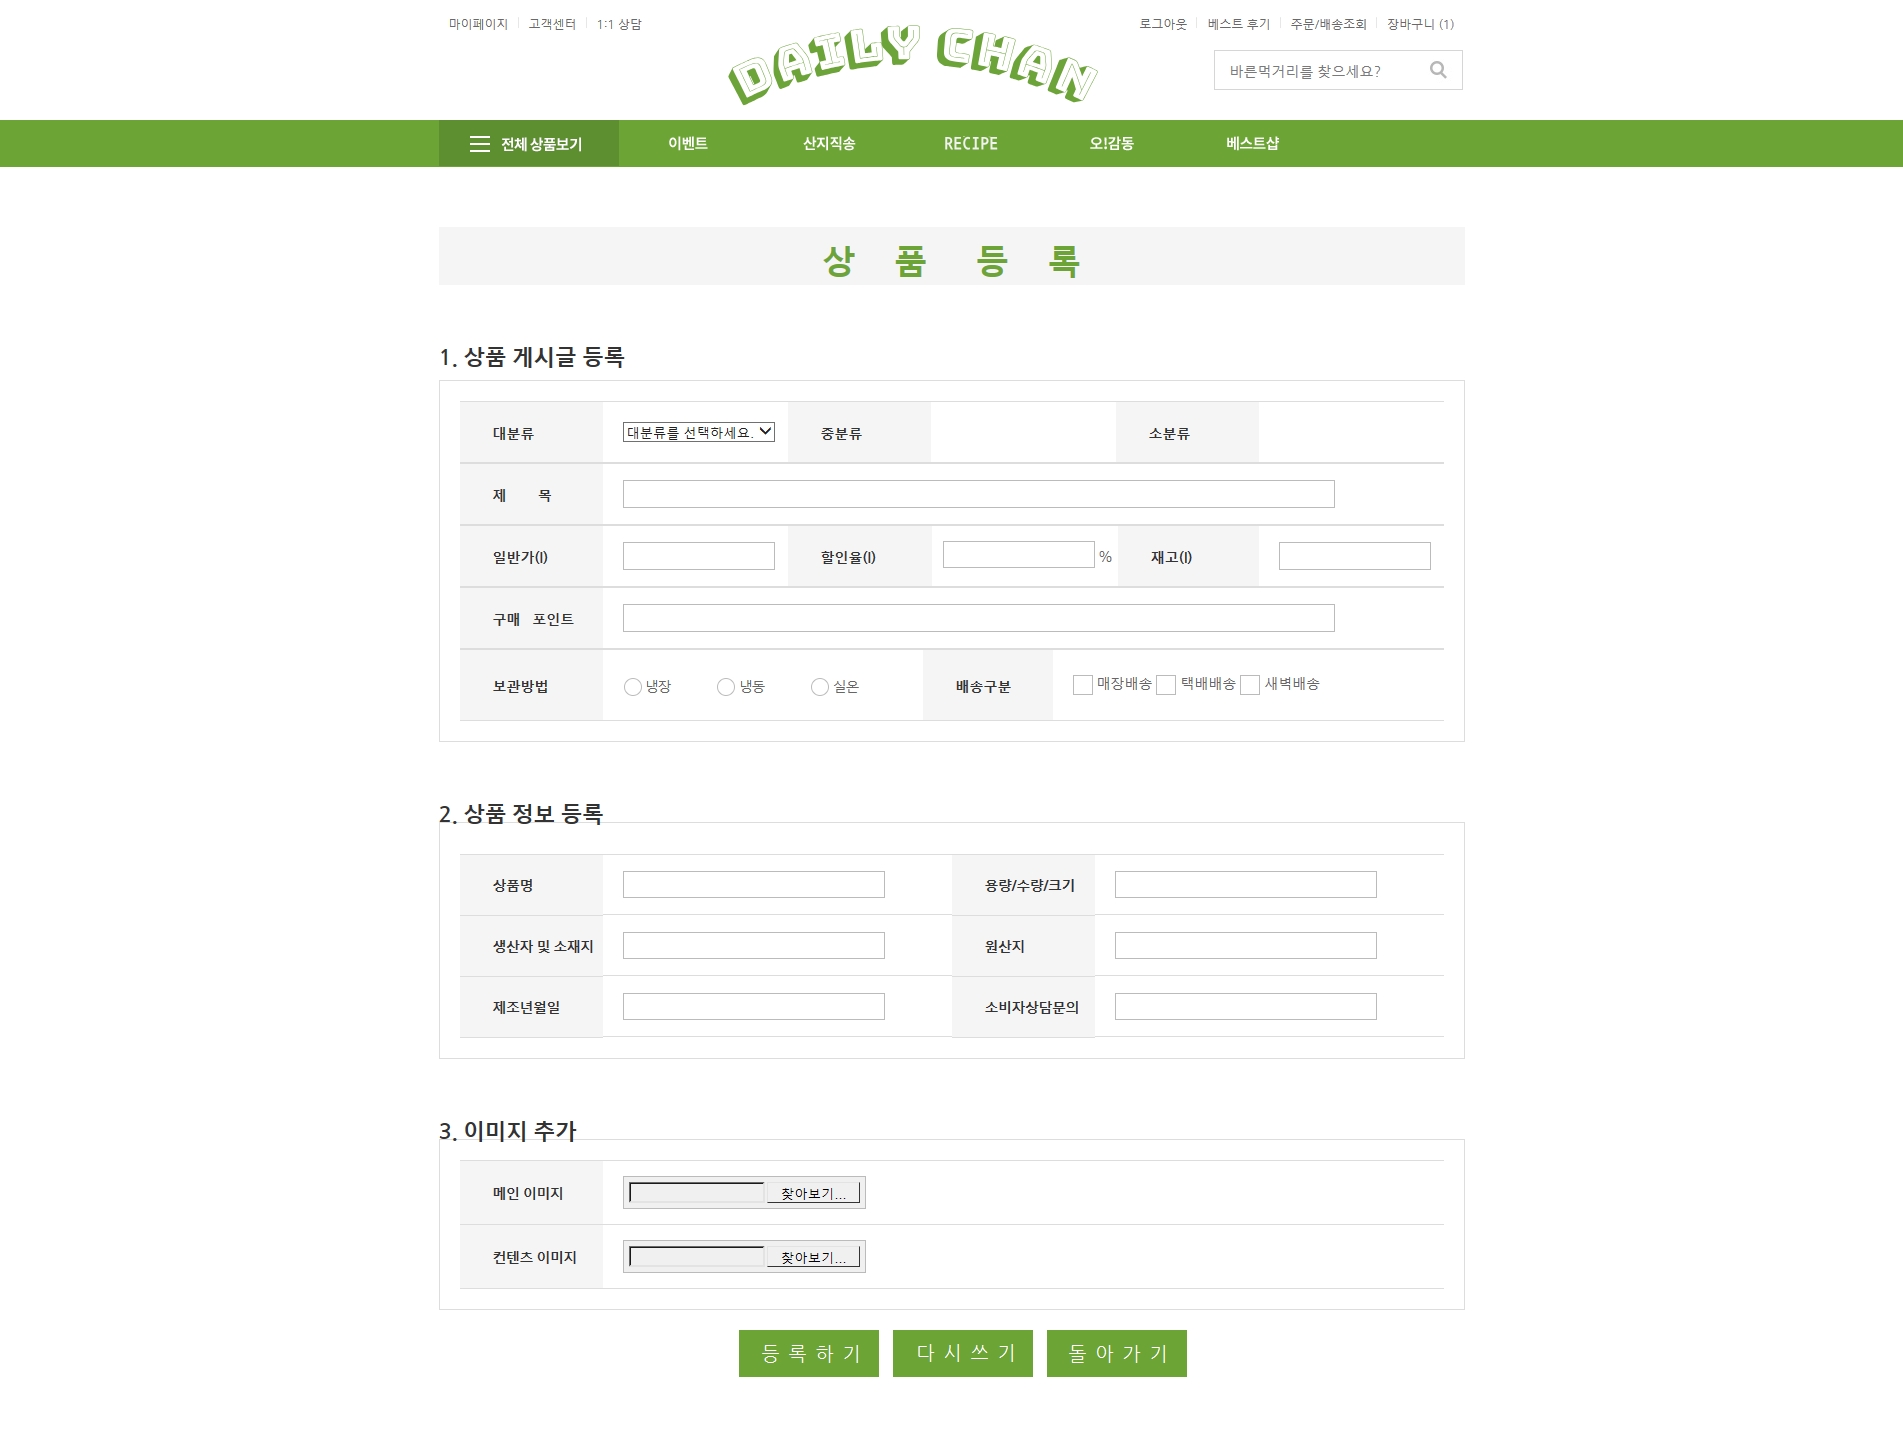 마이페이지 고객센터 1:1 상담
로그아웃 베스트 후기 주문/배송조회 장바구니 (1)
DAILY CHAN
바른먹거리를 찾으세요?
전체 상품보기 이벤트 산지직송 RECIPE 오!감동 베스트샵
상 품 등 록
1. 상품 게시글 등록
대분류 대분류를 선택하세요. 중분류 소분류
제 목
일반가(l) 할인율(l) % 재고(l)
구매 포인트
보관방법 냉장 냉동 실온 배송구분 매장배송 택배배송 새벽배송
2. 상품 정보 등록
상품명 용량/수량/크기
생산자 및 소재지 원산지
제조년월일 소비자상담문의
3. 이미지 추가
메인 이미지 찾아보기...
컨텐츠 이미지 찾아보기...
등 록 하 기 다 시 쓰 기 돌 아 가 기